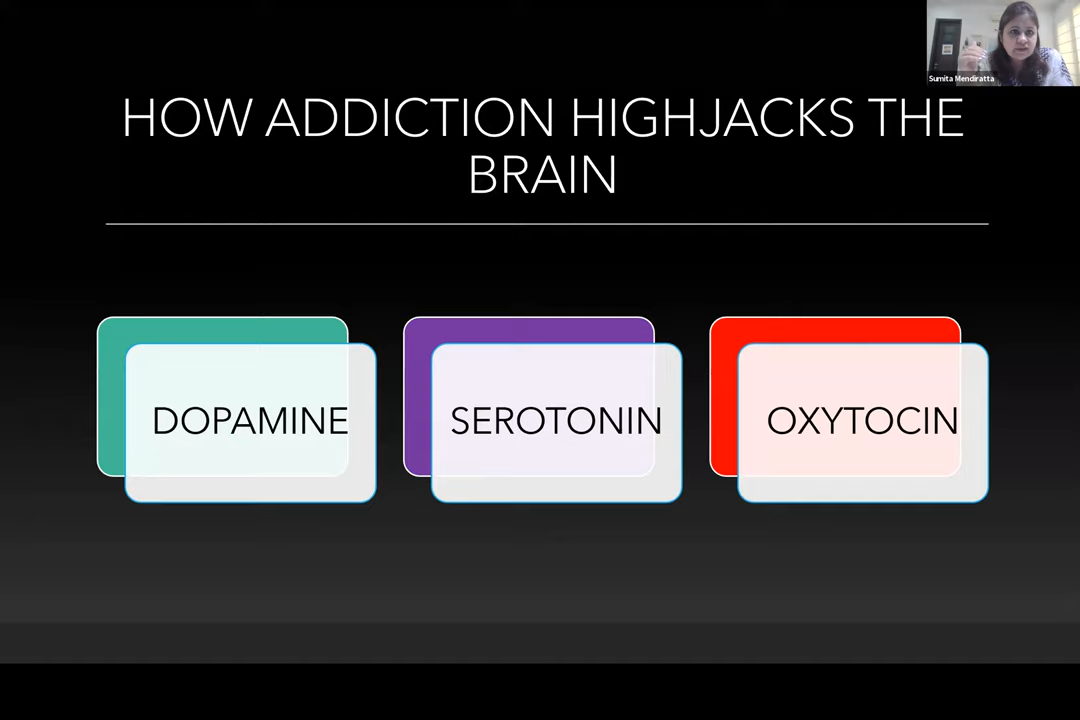 Sumita Mendiratta
HOW ADDICTION HIGHJACKS THE
BRAIN
DOPAMINE
SEROTONIN
OXYTOCIN